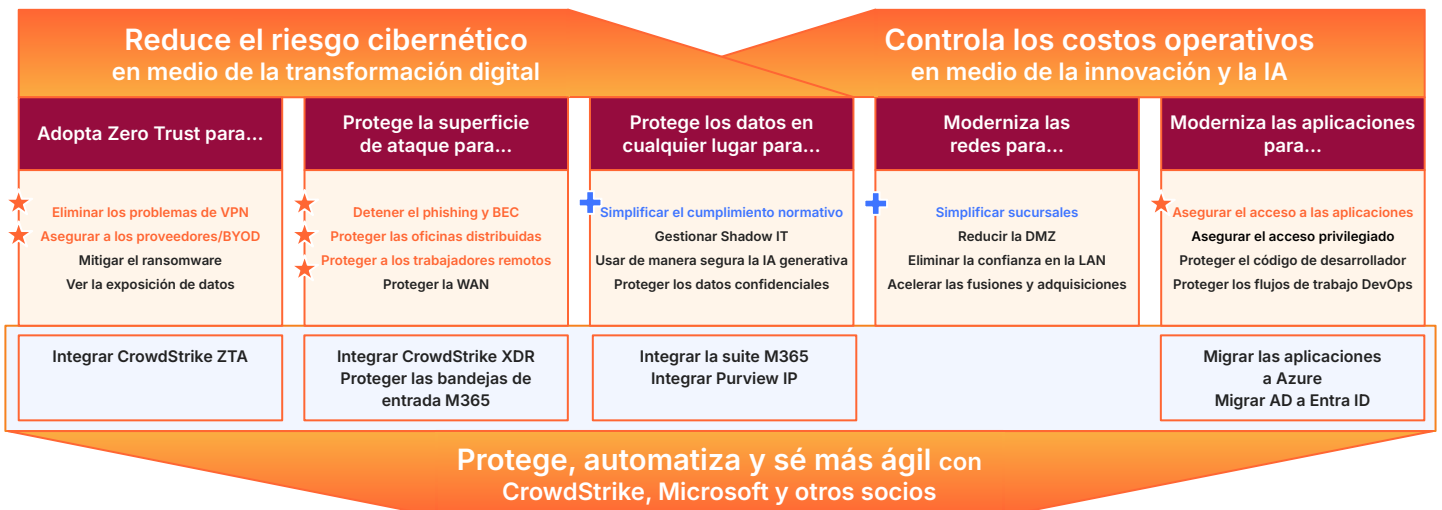 Reduce el riesgo cibernético
en medio de la transformación digital
Controla los costos operativos
en medio de la innovación y la IA
Adopta Zero Trust para...
Eliminar los problemas de VPN
Asegurar a los proveedores/BYOD
Mitigar el ransomware
Ver la exposición de datos
Protege la superficie
de ataque para...
Detener el phishing y BEC
Proteger las oficinas distribuidas
Proteger a los trabajadores remotos
Proteger la WAN
Protege los datos en
cualquier lugar para...
Simplificar el cumplimiento normativo
Gestionar Shadow IT
Usar de manera segura la IA generativa
Proteger los datos confidenciales
Moderniza las
redes para...
Simplificar sucursales
Reducir la DMZ
Eliminar la confianza en la LAN
Acelerar las fusiones y adquisiciones
Moderniza las aplicaciones
para...
Asegurar el acceso a las aplicaciones
Asegurar el acceso privilegiado
Proteger el código de desarrollador
Proteger los flujos de trabajo DevOps
Integrar CrowdStrike ZTA
Integrar CrowdStrike XDR
Proteger las bandejas de
entrada M365
Integrar la suite M365
Integrar Purview IP
Migrar las aplicaciones
a Azure
Migrar AD a Entra ID
Protege, automatiza y sé más ágil con
CrowdStrike, Microsoft y otros socios